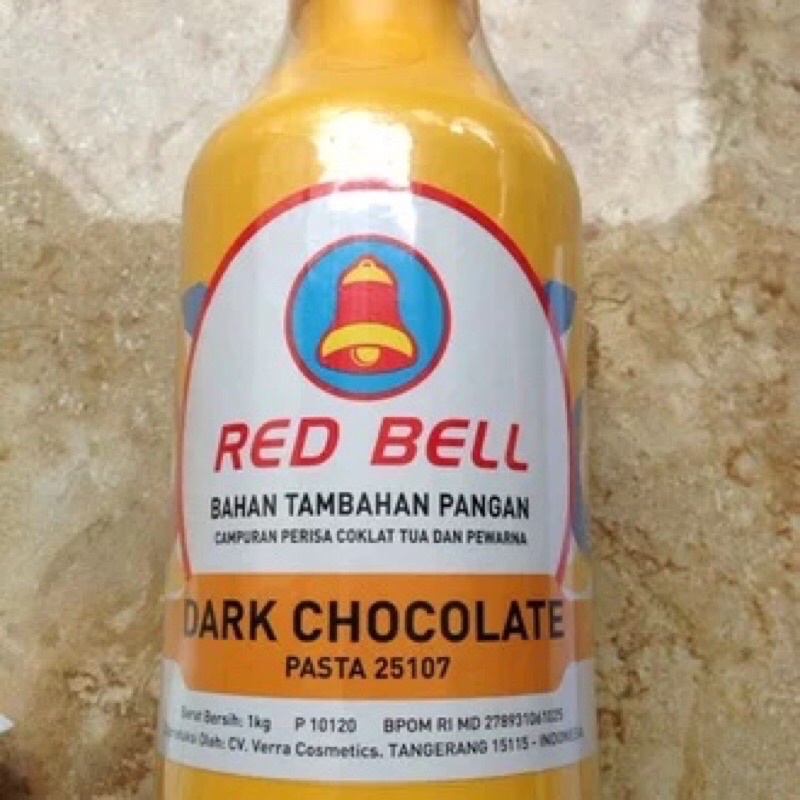 RED BELL
BAHAN TAMBAHAN PANGAN
CAMPURAN PERISA COKLAT TUA DAN PEWARNA
DARK CHOCOLATE
PASTA 25107
Berat Bersih: 1kg P 10120 BPOM RI MD 278931061025
Oleh: CV. Verra Cosmetics. TANGERANG 15115 - INDONESIA